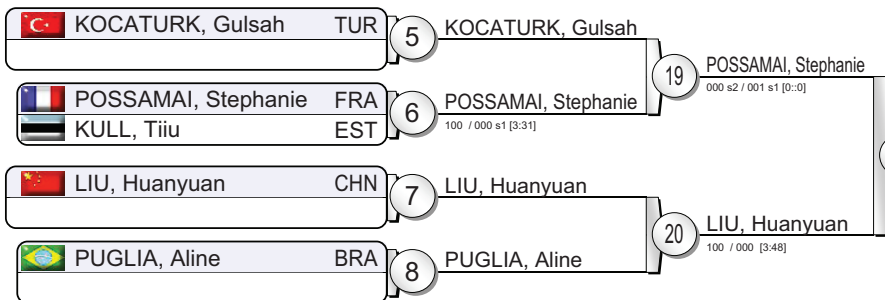 KOCATURK, Gulsah TUR
5
KOCATURK, Gulsah
POSSAMAI, Stephanie FRA
KULL, Tiiu EST
6
POSSAMAI, Stephanie
100 / 000 s1 [3:31]
19
POSSAMAI, Stephanie
000 s2 / 001 s1 [0::0]
LIU, Huanyuan CHN
7
LIU, Huanyuan
PUGLIA, Aline BRA
8
PUGLIA, Aline
20
LIU, Huanyuan
100 / 000 [3:48]